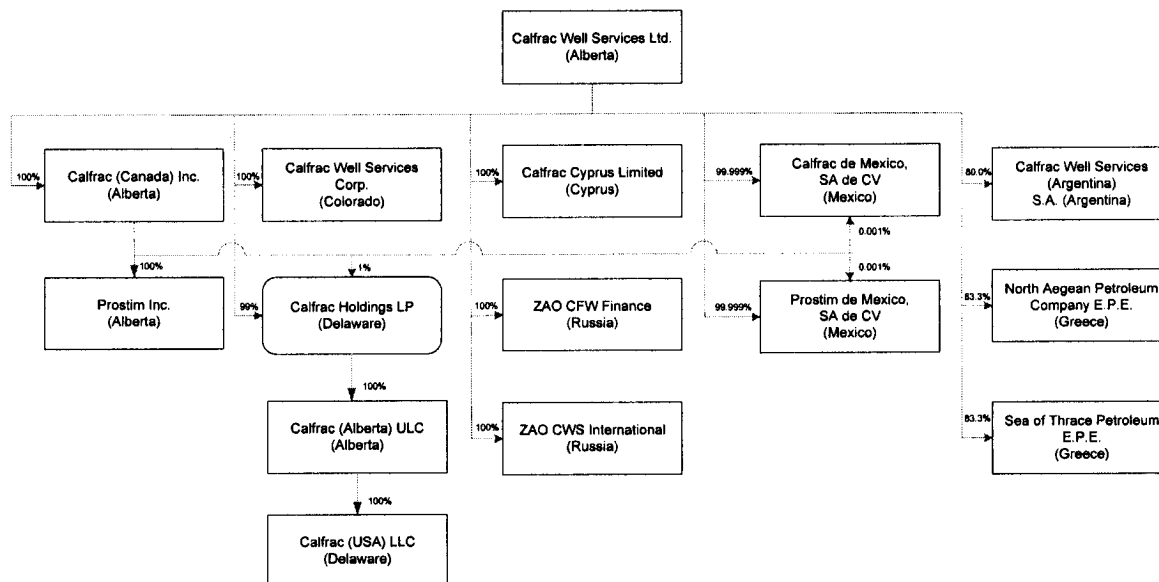 Calfrac Well Services Ltd.
(Alberta)
100%
Calfrac (Canada) Inc.
(Alberta)
100%
Calfrac Well Services
Corp.
(Colorado)
100%
Calfrac Cyprus Limited
(Cyprus)
99.999%
Calfrac de Mexico,
SA de CV
(Mexico)
80.0%
Calfrac Well Services
(Argentina)
S.A. (Argentina)
0.001%
100%
1%
0.001%
Prostim Inc.
(Alberta)
99%
Calfrac Holdings LP
(Delaware)
100%
ZAO CFW Finance
(Russia)
99.999%
Prostim de Mexico,
SA de CV
(Mexico)
83.3%
North Aegean Petroleum
Company E.P.E.
(Greece)
100%
Calfrac (Alberta) ULC
(Alberta)
100%
ZAO CWS International
(Russia)
83.3%
Sea of Thrace Petroleum
E.P.E.
(Greece)
100%
Calfrac (USA) LLC
(Delaware)